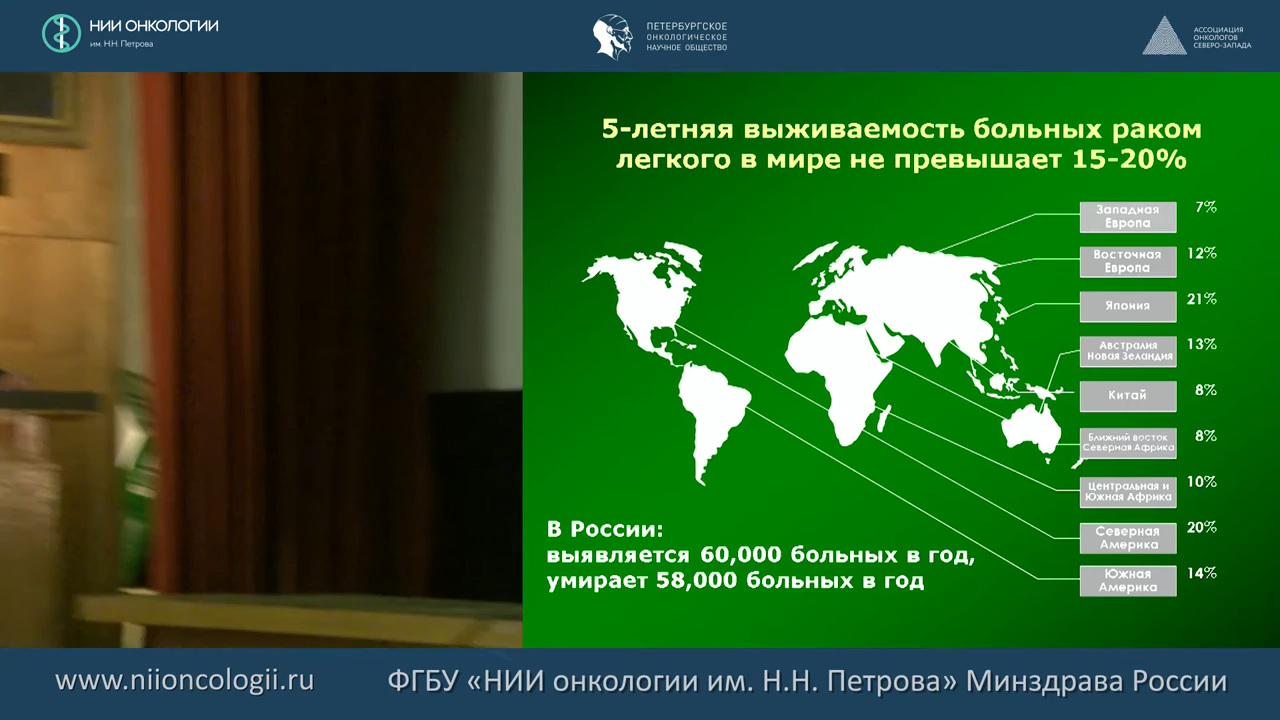 НИИ ОНКОЛОГИИ
им. Н.Н. Петрова
ПЕТЕРБУРГСКОЕ
ОНКОЛОГИЧЕСКОЕ
НАУЧНОЕ ОБЩЕСТВО
АССОЦИАЦИЯ
ОНКОЛОГОВ
СЕВЕРО-ЗАПАДА
5-летняя выживаемость больных раком
легкого в мире не превышает 15-20%
Западная
Европа
7%
Восточная
Европа
12%
Япония
21%
Австралия
Новая Зеландия
13%
Китай
8%
Ближний восток
Северная Африка
8%
Центральная и
Южная Африка
10%
Северная
Америка
20%
Южная
Америка
14%
В России:
выявляется 60,000 больных в год,
умирает 58,000 больных в год
www.niioncologii.ru
ФГБУ «НИИ онкологии им. Н.Н. Петрова» Минздрава России